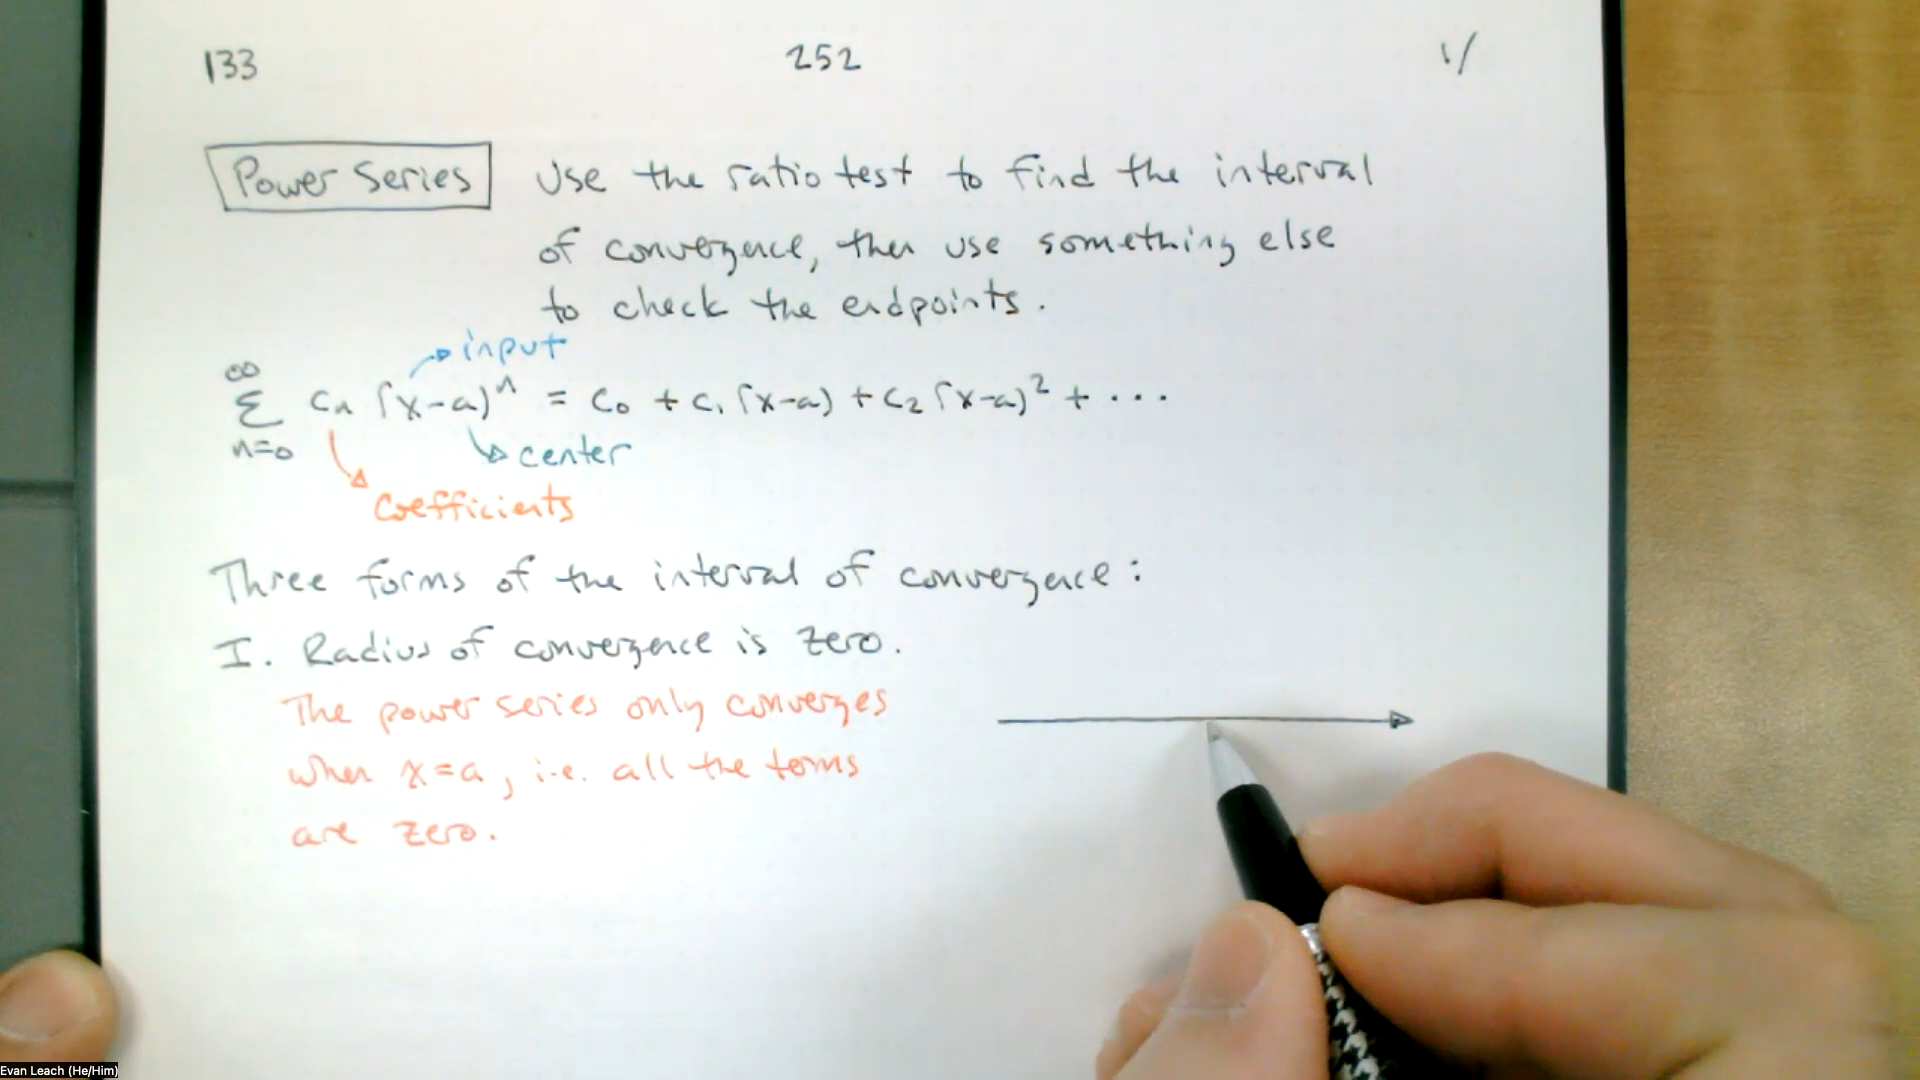 133 252 1/
Power Series Use the ratio test to find the interval
of convergence, then use something else
to check the endpoints.
input
∞
Σ cn (x-a)^n = c0 + c1(x-a) + c2(x-a)^2 + ...
n=0
center
Coefficients
Three forms of the interval of convergence:
I. Radius of convergence is zero.
The power series only converges
when x=a, i.e. all the terms
are zero.
Evan Leach (He/Him)